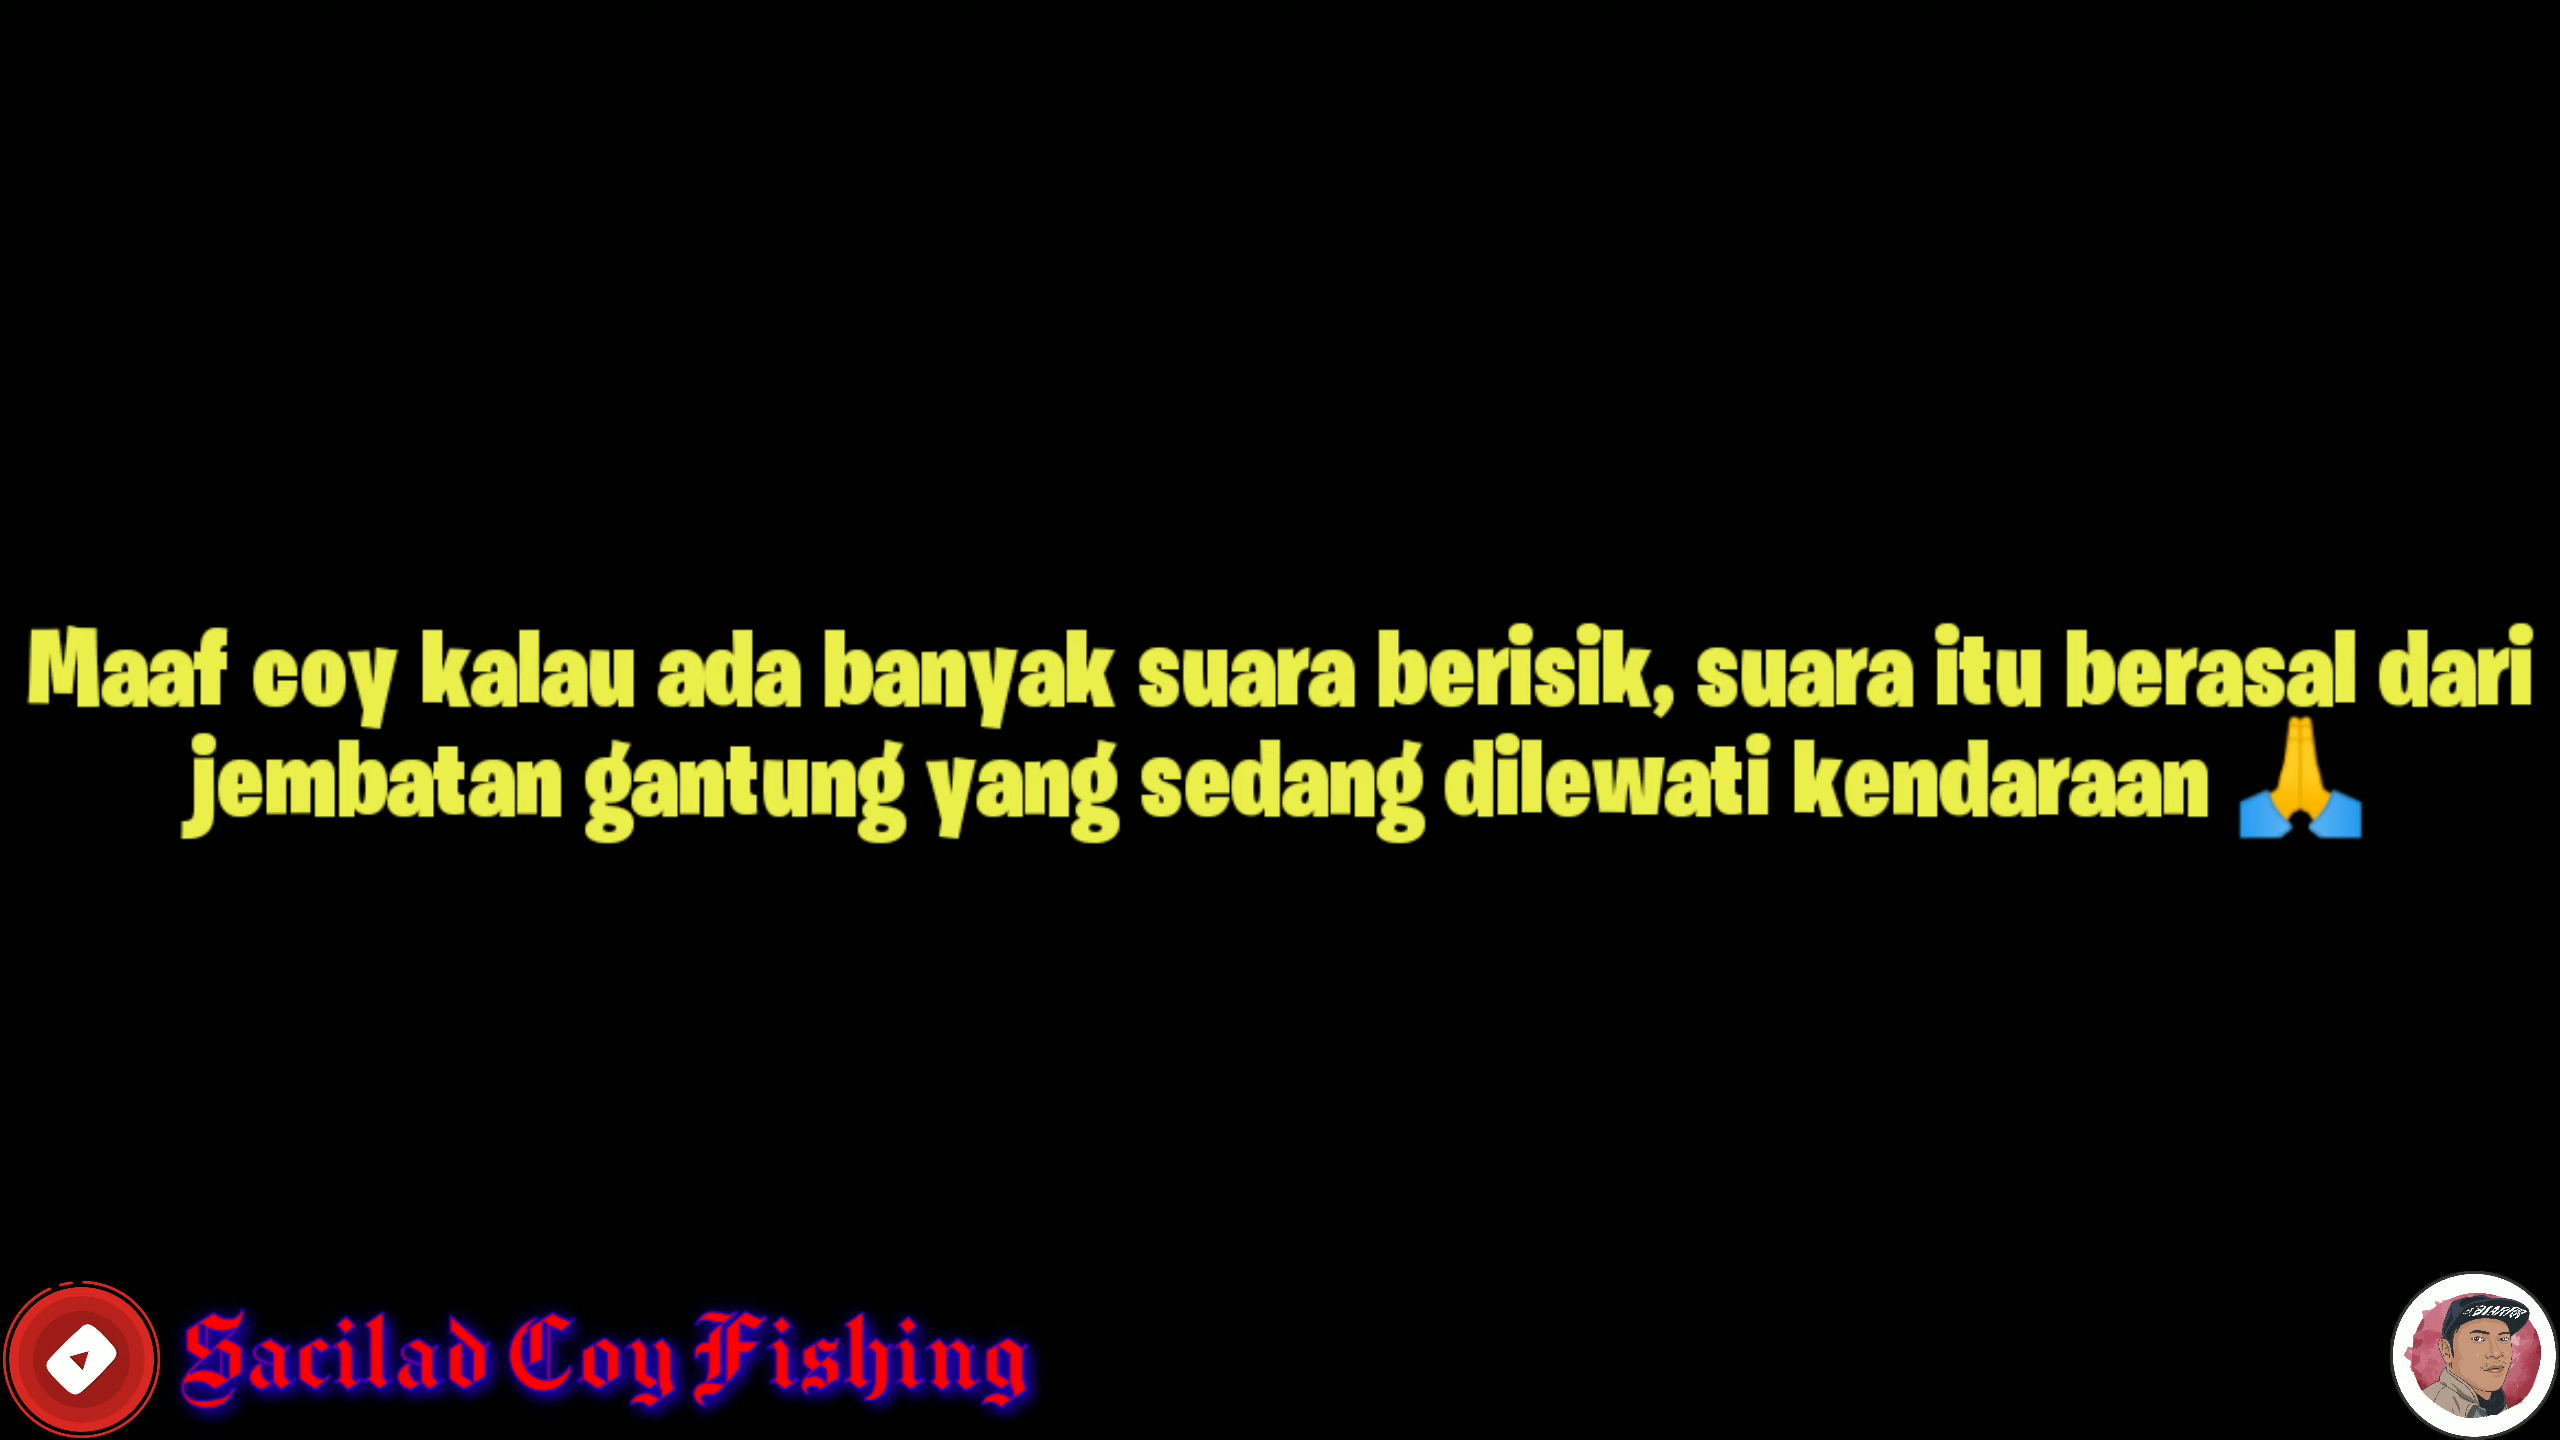 Maaf coy kalau ada banyak suara berisik, suara itu berasal dari
jembatan gantung yang sedang dilewati kendaraan 🙏
Sacilad Coy Fishing